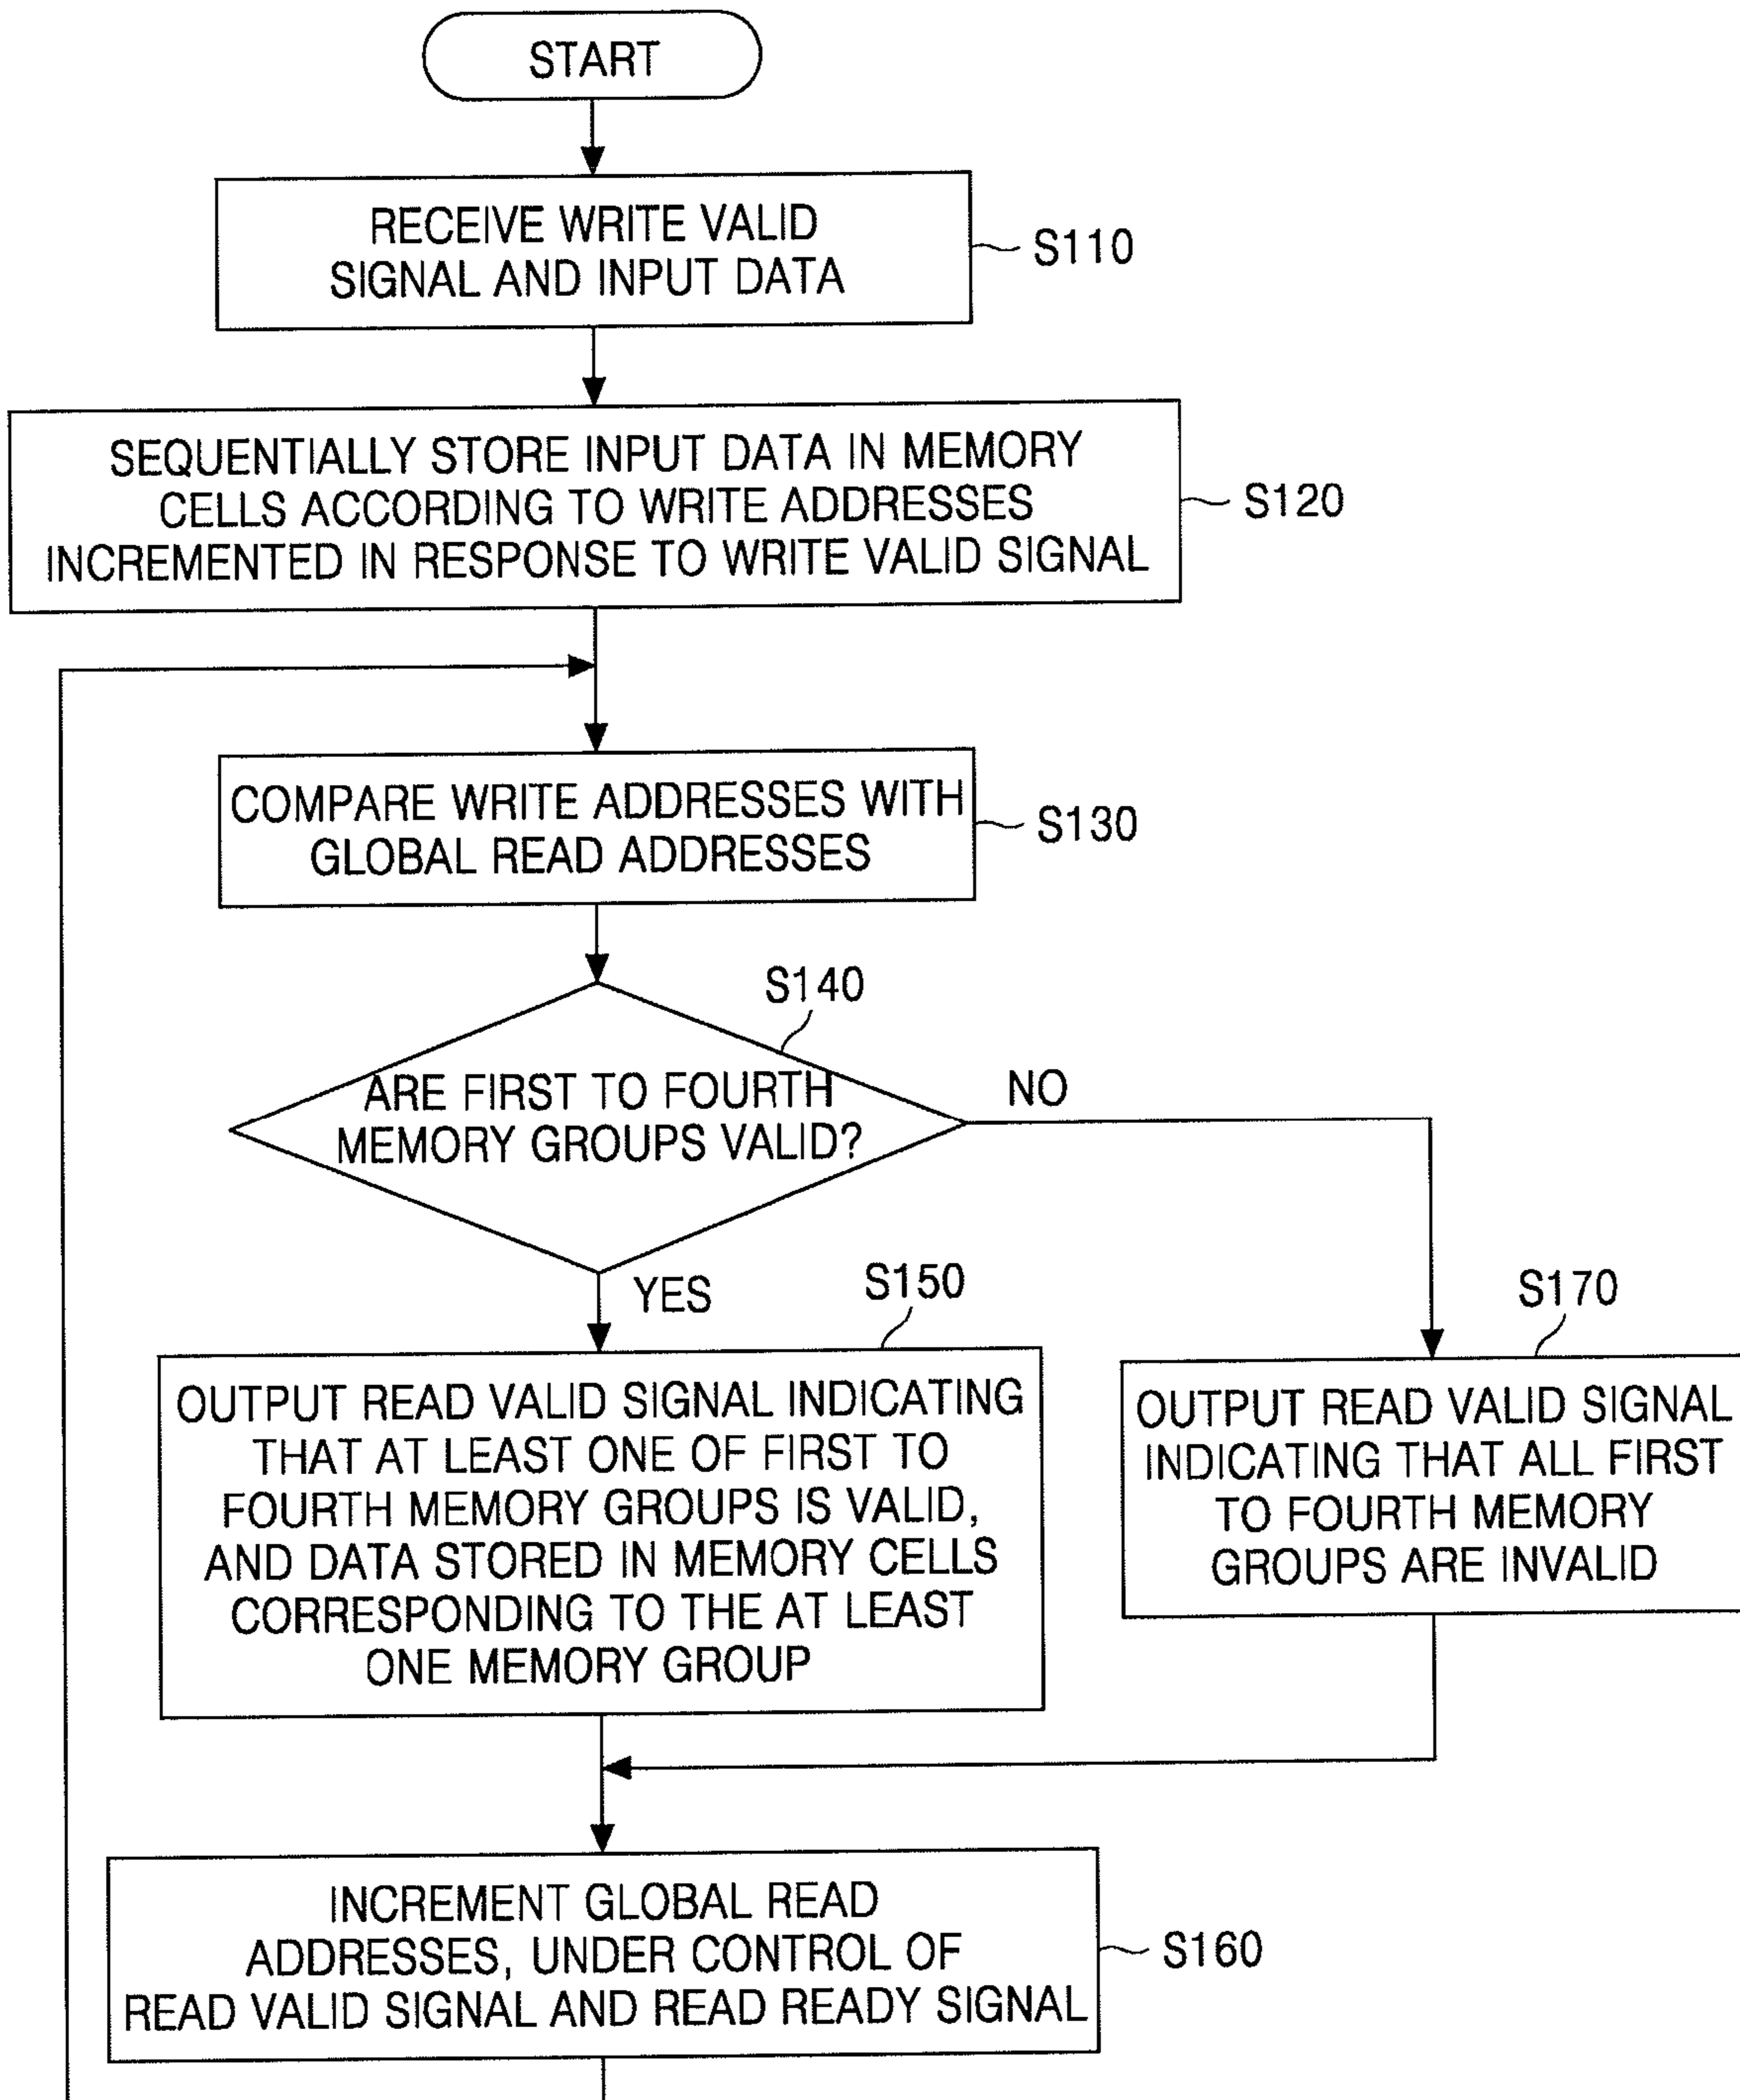 START
RECEIVE WRITE VALID
SIGNAL AND INPUT DATA
S110
SEQUENTIALLY STORE INPUT DATA IN MEMORY
CELLS ACCORDING TO WRITE ADDRESSES
INCREMENTED IN RESPONSE TO WRITE VALID SIGNAL
S120
COMPARE WRITE ADDRESSES WITH
GLOBAL READ ADDRESSES
S130
S140
ARE FIRST TO FOURTH
MEMORY GROUPS VALID?
NO
YES
S150
OUTPUT READ VALID SIGNAL INDICATING
THAT AT LEAST ONE OF FIRST TO
FOURTH MEMORY GROUPS IS VALID,
AND DATA STORED IN MEMORY CELLS
CORRESPONDING TO THE AT LEAST
ONE MEMORY GROUP
S170
OUTPUT READ VALID SIGNAL
INDICATING THAT ALL FIRST
TO FOURTH MEMORY
GROUPS ARE INVALID
INCREMENT GLOBAL READ
ADDRESSES, UNDER CONTROL OF
READ VALID SIGNAL AND READ READY SIGNAL
S160